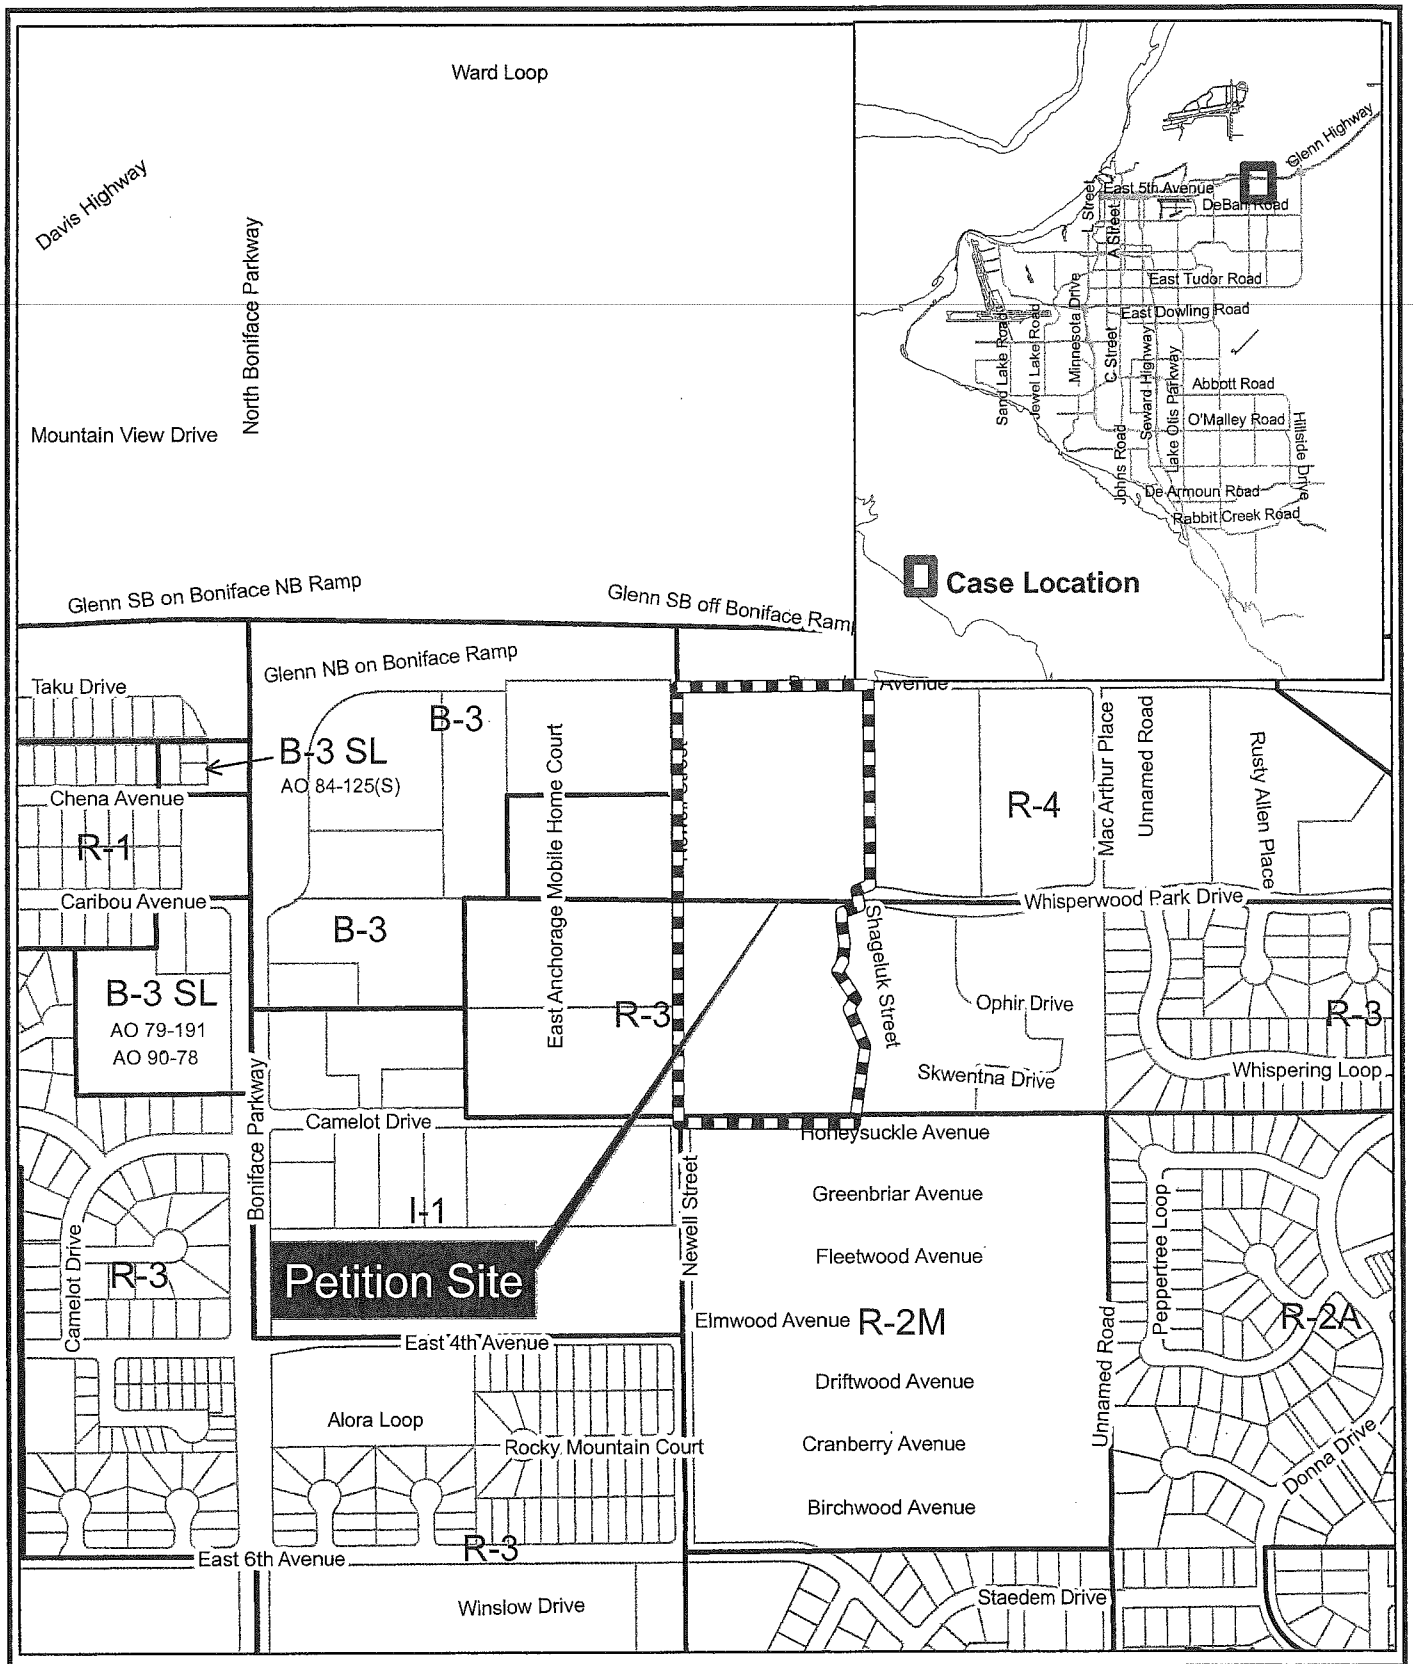 Ward Loop
Davis Highway
North Boniface Parkway
Mountain View Drive
Glenn Highway
East 5th Avenue
L Street
A Street
East Tudor Road
East Dowling Road
Sand Lake Road
Jewel Lake Road
Minnesota Drive
C Street
Seward Highway
Lake Otis Parkway
Abbott Road
O'Malley Road
Hillside Drive
Johns Road
De Armoun Road
Rabbit Creek Road
Case Location
Glenn SB on Boniface NB Ramp
Glenn SB off Boniface Ramp
Glenn NB on Boniface Ramp
Taku Drive
Avenue
B-3
B-3 SL
AO 84-125(S)
Chena Avenue
R-1
Caribou Avenue
East Anchorage Mobile Home Court
R-4
Mac Arthur Place
Unnamed Road
Rusty Allen Place
Whisperwood Park Drive
B-3
B-3 SL
AO 79-191
AO 90-78
R-3
Shageluk Street
Ophir Drive
Skwentna Drive
R-3
Whispering Loop
Boniface Parkway
Camelot Drive
Honeysuckle Avenue
Newell Street
Greenbriar Avenue
I-1
Fleetwood Avenue
Camelot Drive
R-3
Petition Site
Elmwood Avenue
R-2M
Peppertree Loop
R-2A
Unnamed Road
East 4th Avenue
Driftwood Avenue
Alora Loop
Rocky Mountain Court
Cranberry Avenue
Donna Drive
Birchwood Avenue
R-3
East 6th Avenue
Winslow Drive
Staedem Drive